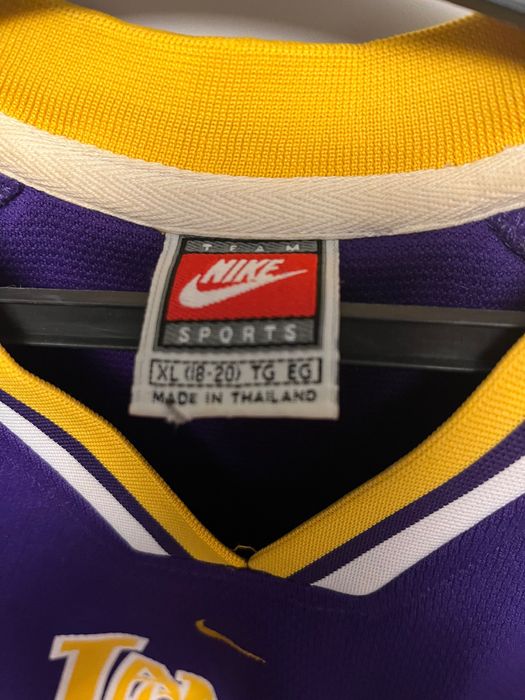 TEAM
NIKE
SPORTS
XL (18-20) TG EG
MADE IN THAILAND